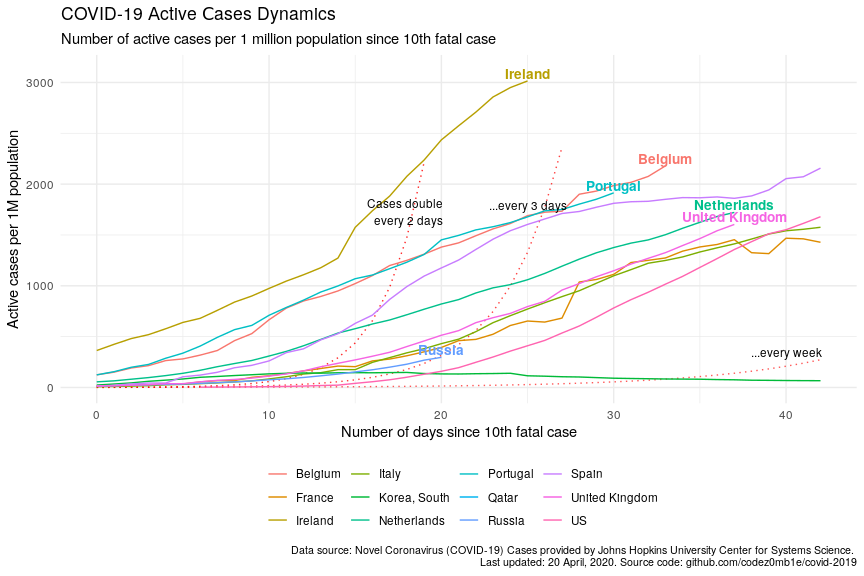 COVID-19 Active Cases Dynamics
Number of active cases per 1 million population since 10th fatal case
Active cases per 1M population
3000
2000
1000
0
Ireland
Belgium
Portugal
Cases double
every 2 days
...every 3 days
Netherlands
United Kingdom
Russia
...every week
0 10 20 30 40
Number of days since 10th fatal case
Belgium Italy Portugal Spain
France Korea, South Qatar United Kingdom
Ireland Netherlands Russia US
Data source: Novel Coronavirus (COVID-19) Cases provided by Johns Hopkins University Center for Systems Science.
Last updated: 20 April, 2020. Source code: github.com/codez0mb1e/covid-2019